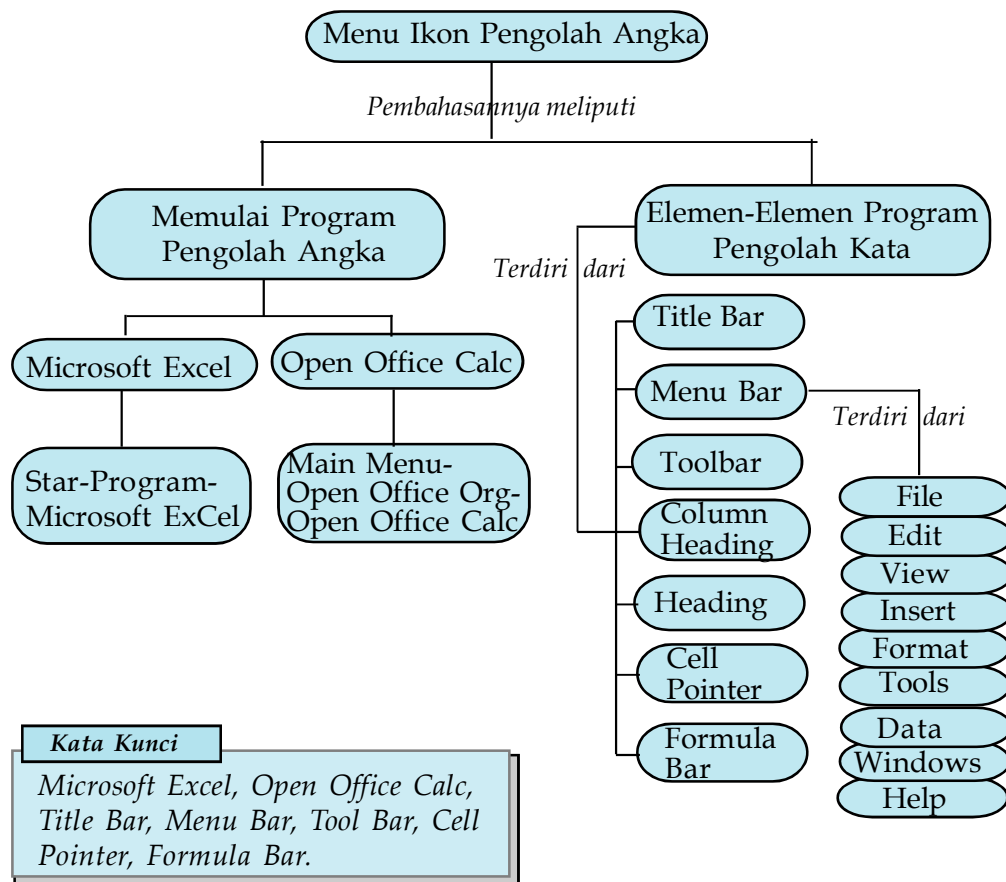 Menu Ikon Pengolah Angka
Pembahasannya meliputi
Memulai Program
Pengolah Angka
Microsoft Excel
Star-Program-
Microsoft ExCel
Open Office Calc
Main Menu-
Open Office Org-
Open Office Calc
Elemen-Elemen Program
Pengolah Kata
Terdiri dari
Title Bar
Menu Bar
Toolbar
Column
Heading
Heading
Cell
Pointer
Formula
Bar
Terdiri dari
File
Edit
View
Insert
Format
Tools
Data
Windows
Help
Kata Kunci
Microsoft Excel, Open Office Calc,
Title Bar, Menu Bar, Tool Bar, Cell
Pointer, Formula Bar.